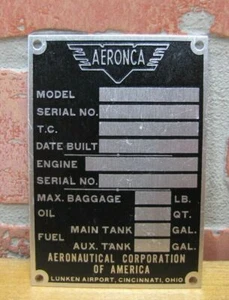 AERONCA
MODEL
SERIAL NO.
T.C.
DATE BUILT
ENGINE
SERIAL NO.
MAX. BAGGAGE LB.
OIL QT.
MAIN TANK GAL.
FUEL
AUX. TANK GAL.
AERONAUTICAL CORPORATION
OF AMERICA
LUNKEN AIRPORT, CINCINNATI, OHIO